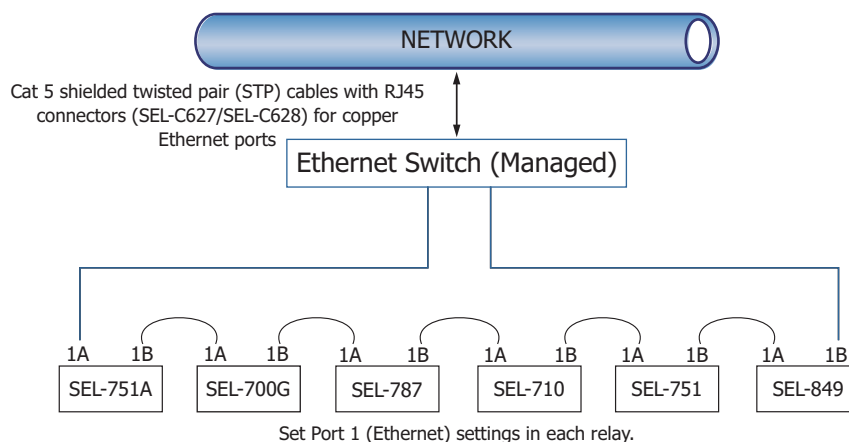 NETWORK
Cat 5 shielded twisted pair (STP) cables with RJ45
connectors (SEL-C627/SEL-C628) for copper
Ethernet ports
Ethernet Switch (Managed)
1A 1B 1A 1B 1A 1B 1A 1B 1A 1B 1A 1B
SEL-751A SEL-700G SEL-787 SEL-710 SEL-751 SEL-849
Set Port 1 (Ethernet) settings in each relay.